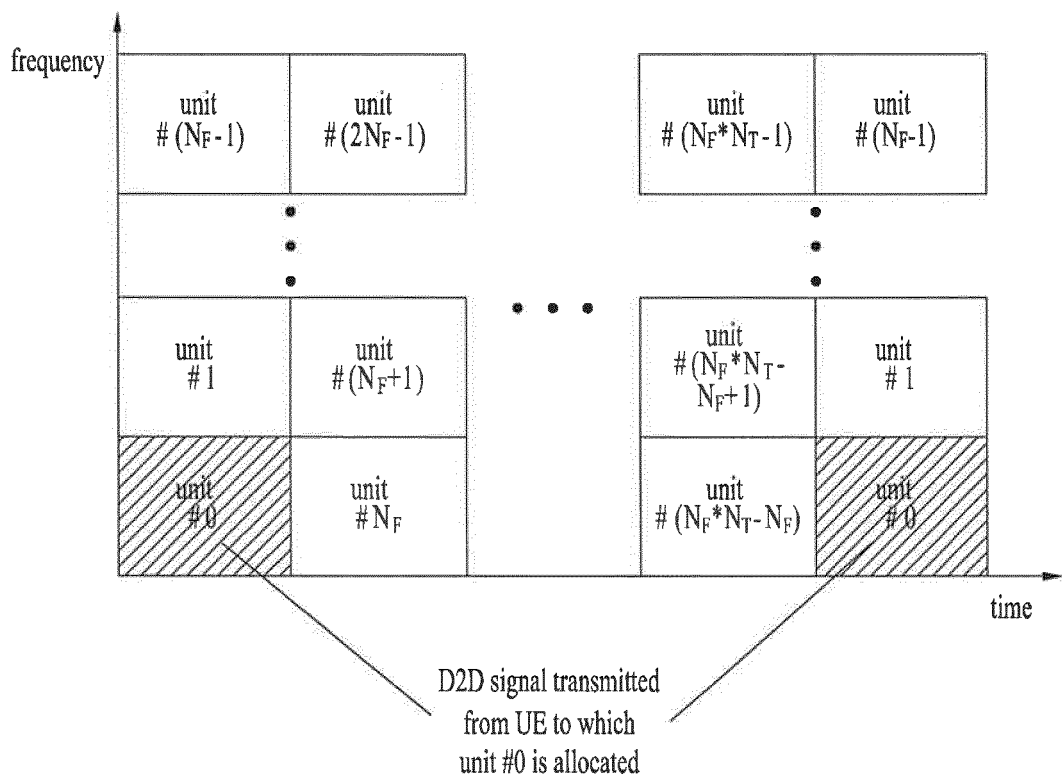 frequency
unit
# (N_F-1)
unit
# (2N_F-1)
unit
# (N_F*N_T-1)
unit
# (N_F-1)
unit
# 1
unit
# (N_F+1)
unit
# (N_F*N_T-
N_F+1)
unit
# 1
unit
# 0
unit
# N_F
unit
# (N_F*N_T-N_F)
unit
# 0
time
D2D signal transmitted
from UE to which
unit #0 is allocated